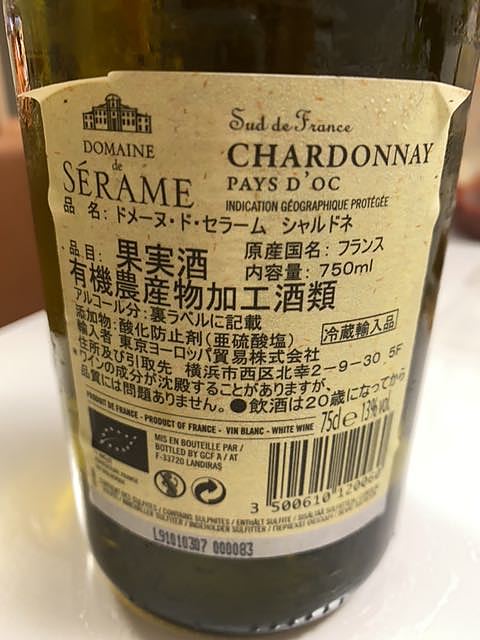 DOMAINE
de
SÉRAME
Sud de France
CHARDONNAY
PAYS D'OC
INDICATION GÉOGRAPHIQUE PROTÉGÉE
品 名: ドメーヌ・ド・セラーム シャルドネ
品目: 果実酒
原産国名: フランス
内容量: 750ml
有機農産物加工酒類
アルコール分: 裏ラベルに記載
添加物: 酸化防止剤 (亜硫酸塩)
冷蔵輸入品
輸入者 東京ヨーロッパ貿易株式会社
住所及び引取先 横浜市西区北幸2-9-30 5F
ワインの成分が沈殿することがありますが、
品質には問題ありません。●飲酒は20歳になってから
PRODUIT DE FRANCE - PRODUCT OF FRANCE - VIN BLANC - WHITE WINE
75cl e 13% vol.
MIS EN BOUTEILLE PAR /
BOTTLED BY GCF A / AT
F-33720 LANDIRAS
3 500610 12006
CONTAINS SULPHITES / ENTHÄLT SULFITE /
L91010307 000083